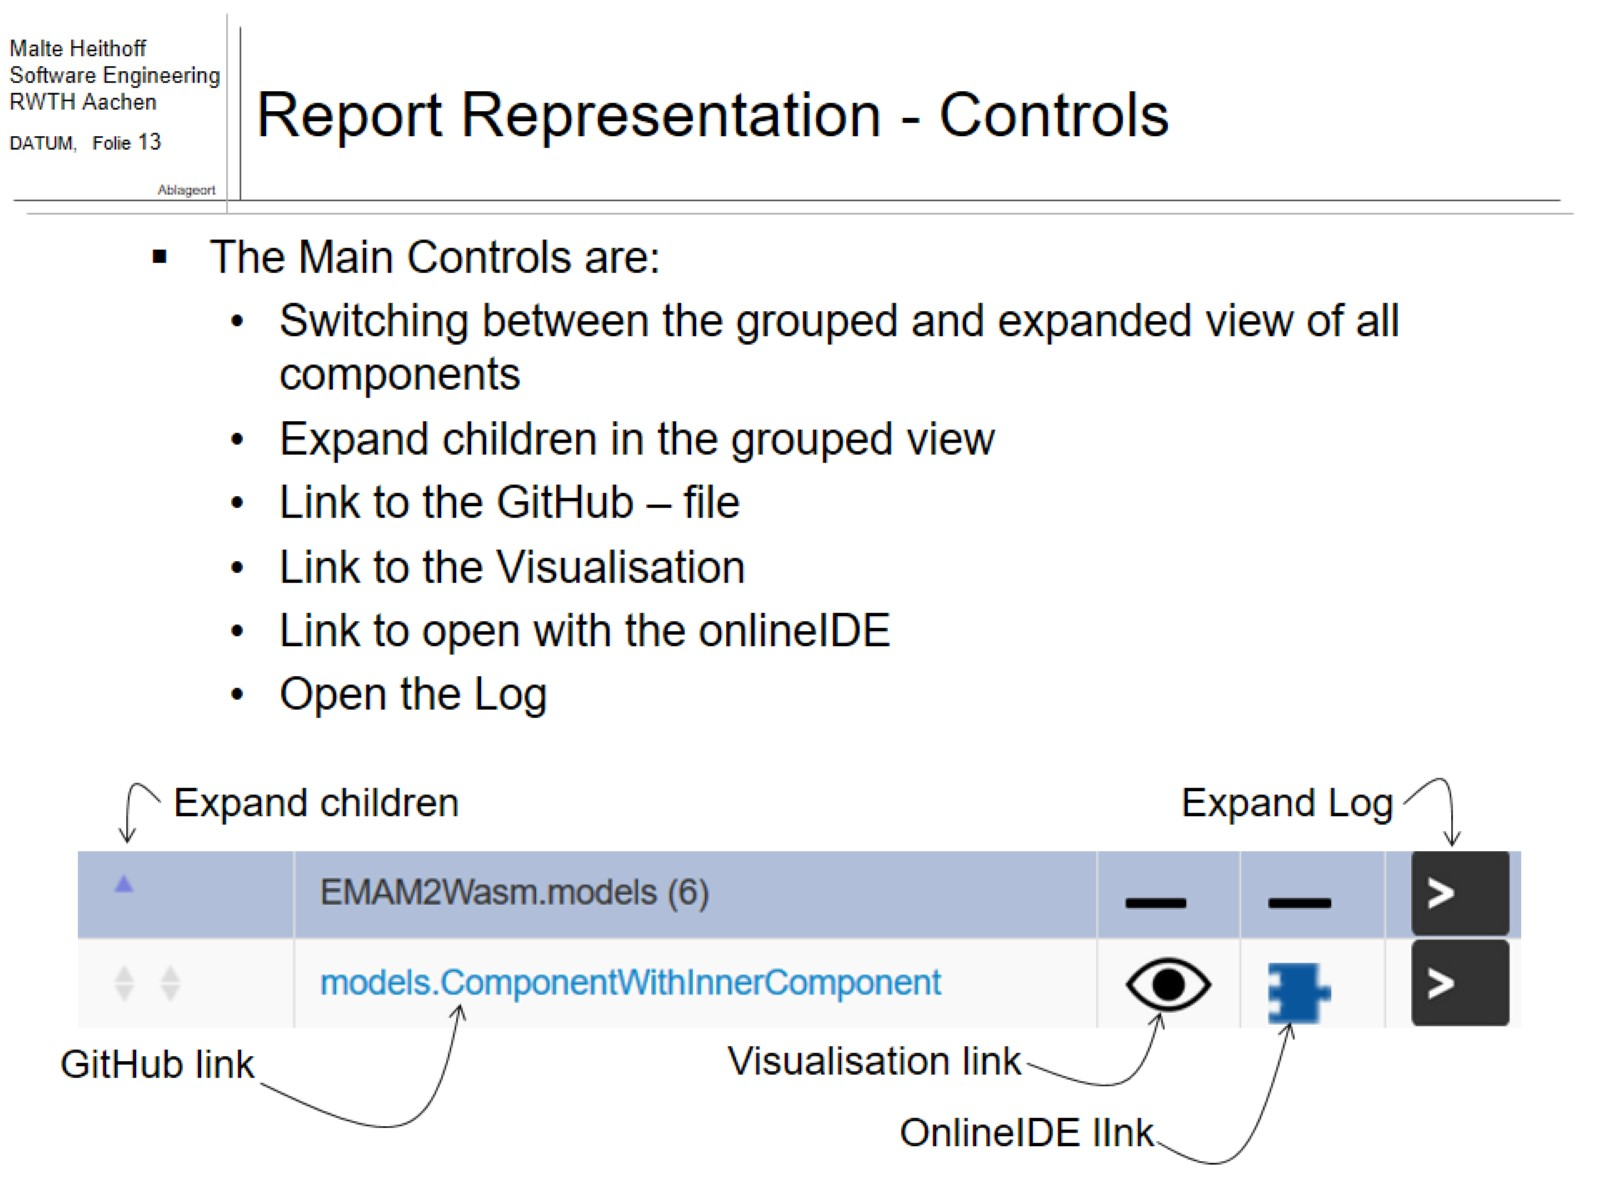 Malte Heithoff
Software Engineering
RWTH Aachen
DATUM, Folie 13
Ablageort
Report Representation - Controls
▪ The Main Controls are:
• Switching between the grouped and expanded view of all
components
• Expand children in the grouped view
• Link to the GitHub – file
• Link to the Visualisation
• Link to open with the onlineIDE
• Open the Log
Expand children
Expand Log
EMAM2Wasm.models (6)
>
models.ComponentWithInnerComponent
>
GitHub link
Visualisation link
OnlineIDE lInk